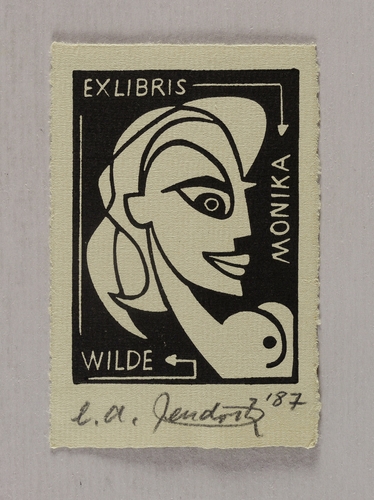 EXLIBRIS
MONIKA
WILDE
'87